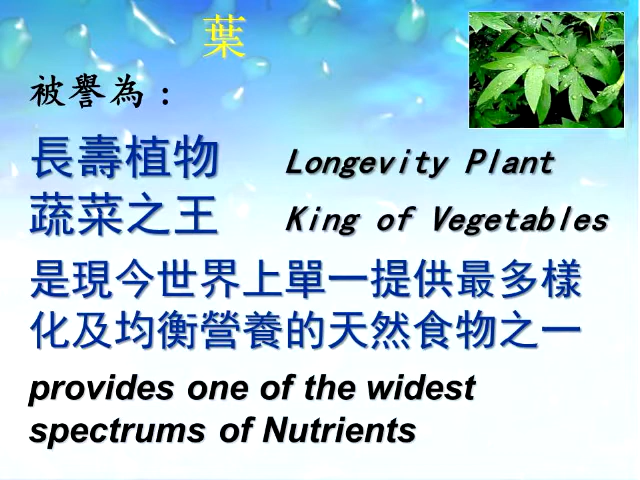 葉
被譽為：
長壽植物 Longevity Plant
蔬菜之王 King of Vegetables
是現今世界上單一提供最多樣
化及均衡營養的天然食物之一
provides one of the widest
spectrums of Nutrients